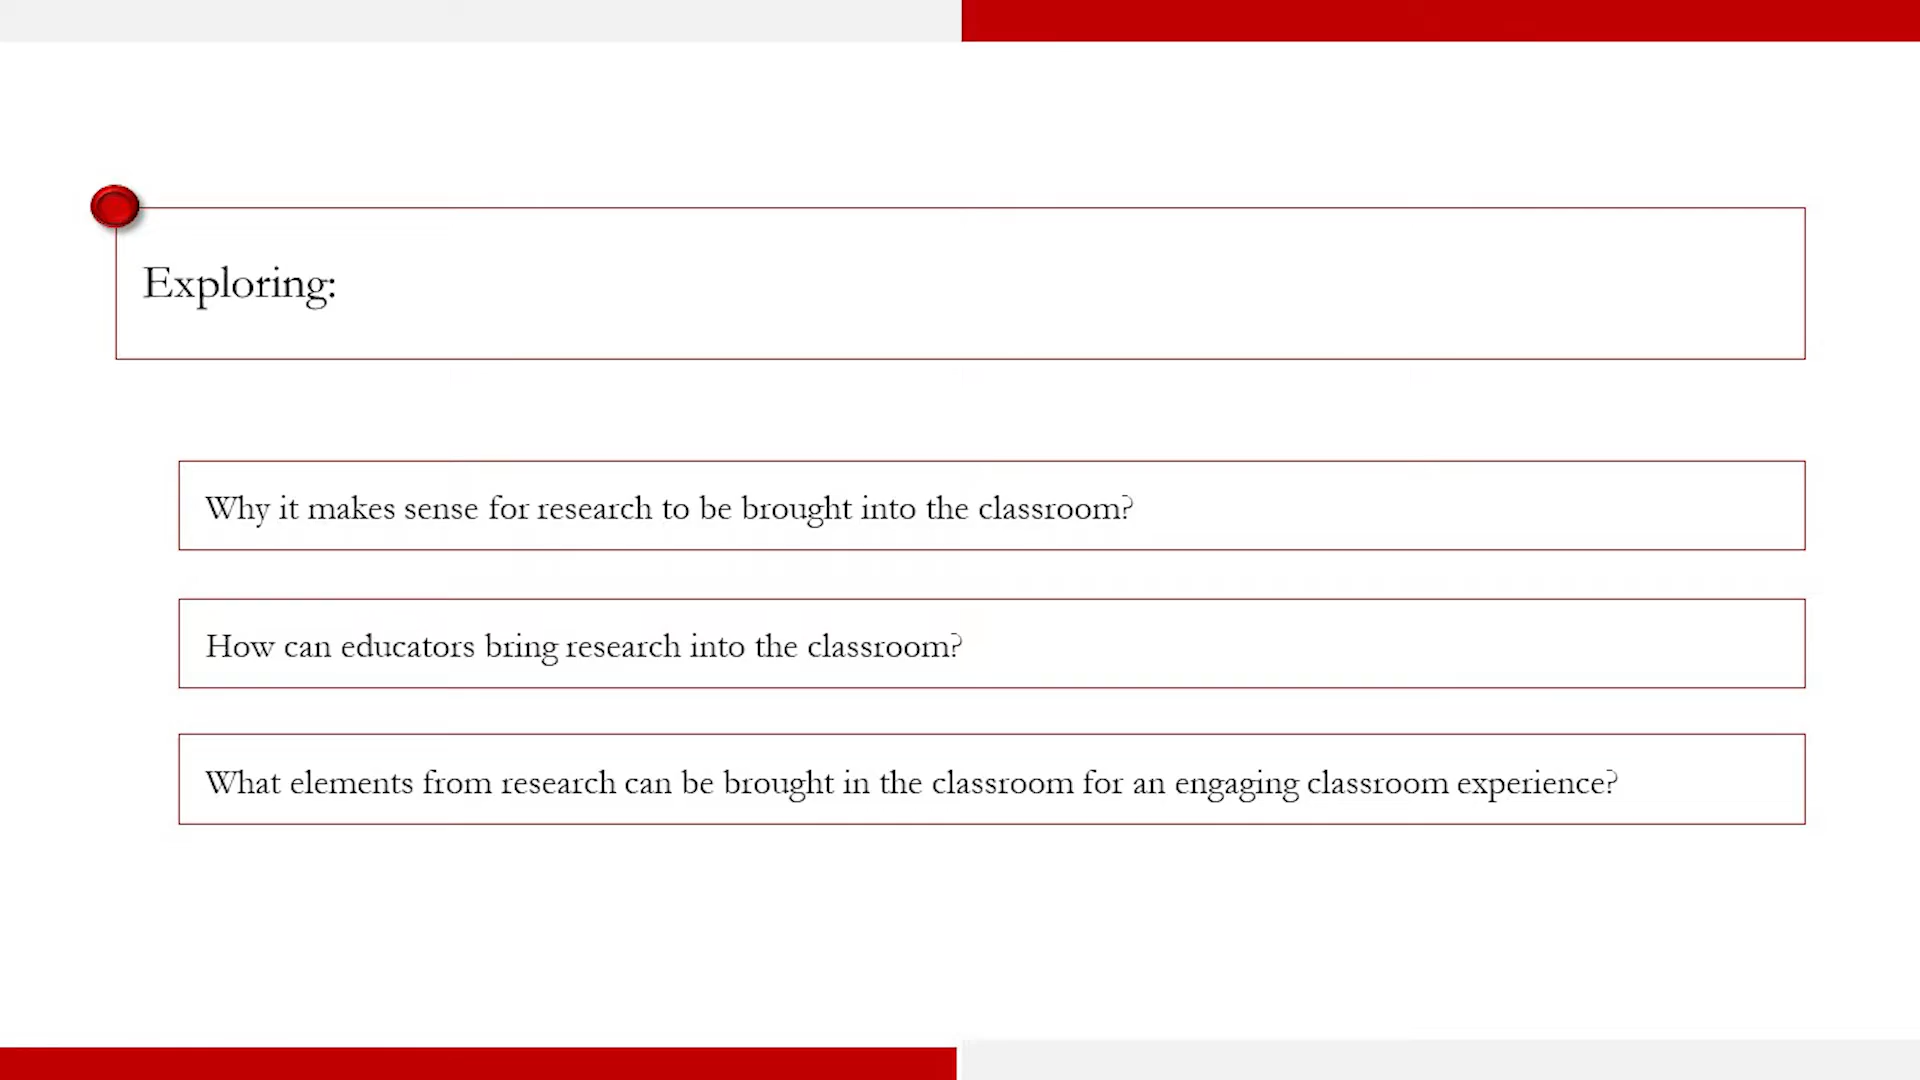 Exploring:
Why it makes sense for research to be brought into the classroom?
How can educators bring research into the classroom?
What elements from research can be brought in the classroom for an engaging classroom experience?